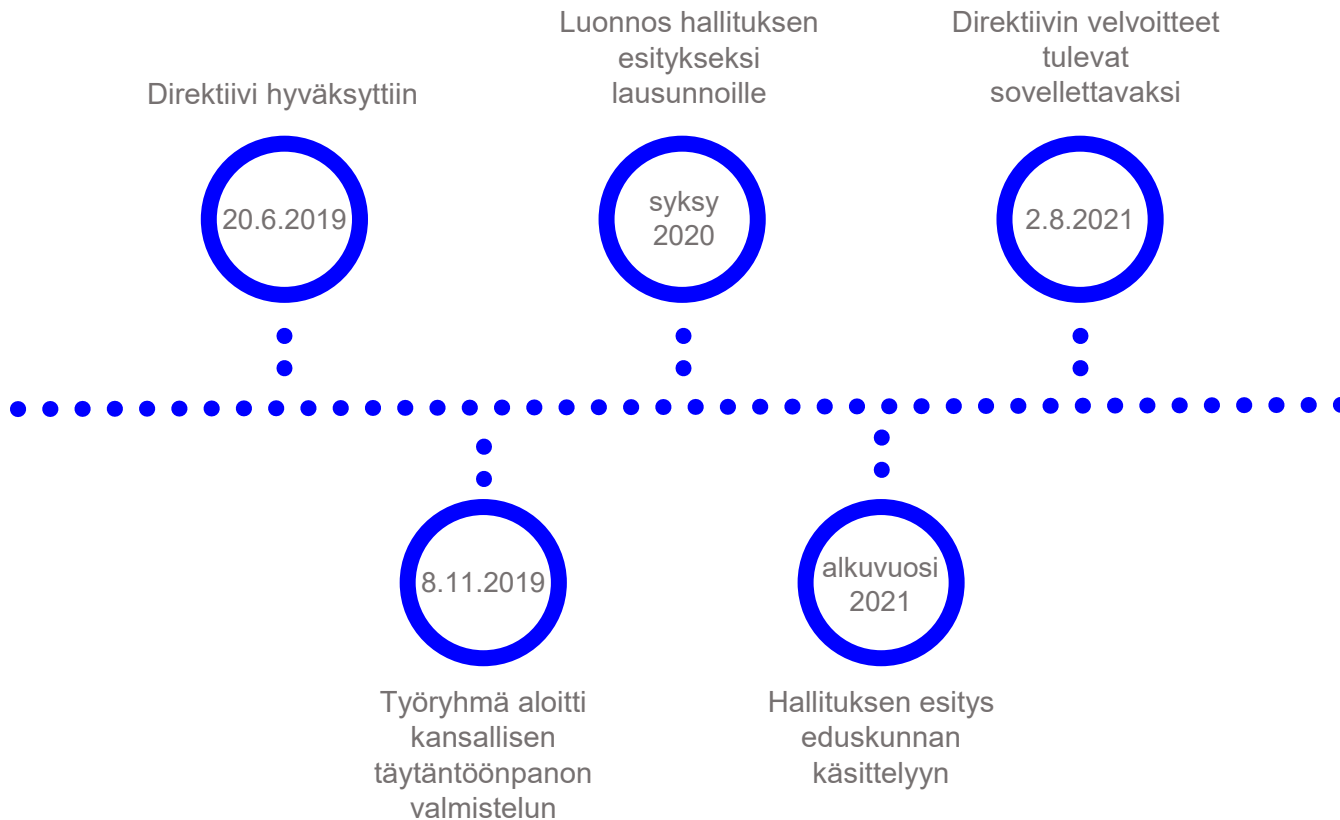 Direktiivi hyväksyttiin
20.6.2019
8.11.2019
Työryhmä aloitti
kansallisen
täytäntöönpanon
valmistelun
Luonnos hallituksen
esitykseksi
lausunnoille
syksy
2020
alkuvuosi
2021
Hallituksen esitys
eduskunnan
käsittelyyn
Direktiivin velvoitteet
tulevat
sovellettavaksi
2.8.2021